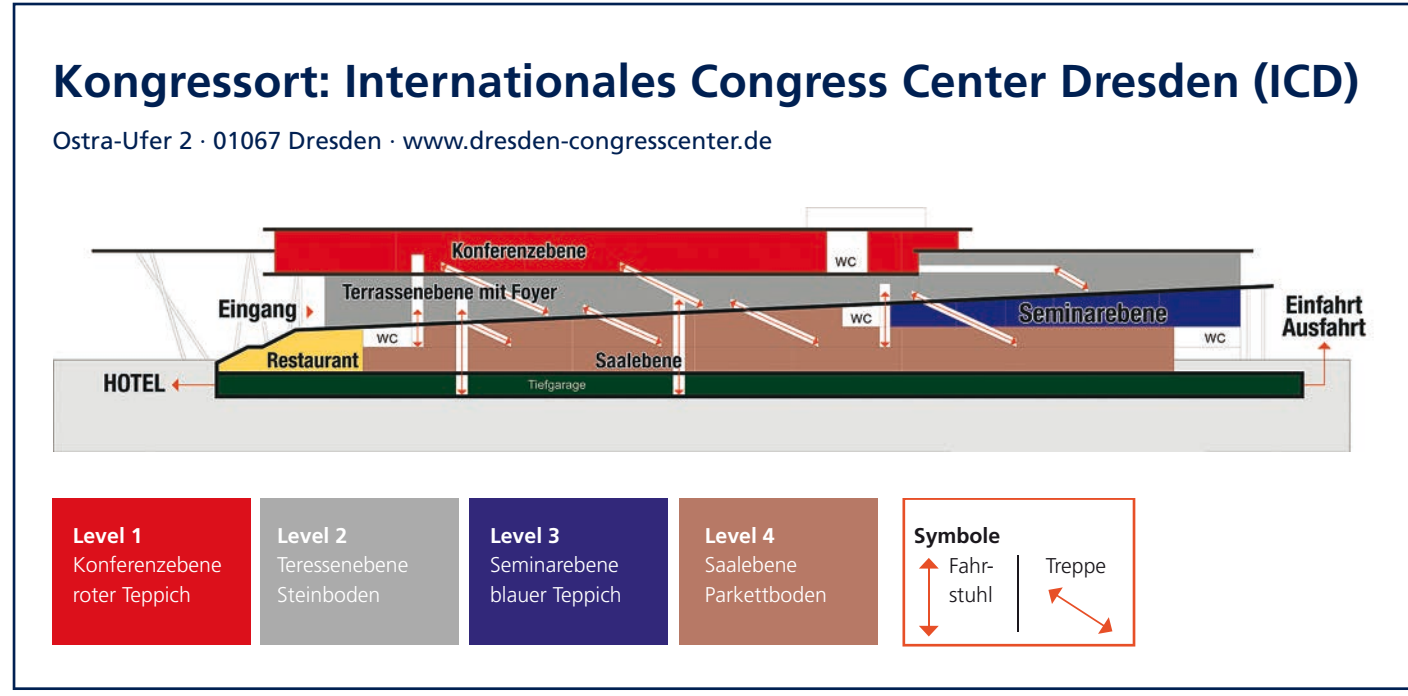 Kongressort: Internationales Congress Center Dresden (ICD)
Ostra-Ufer 2 · 01067 Dresden · www.dresden-congresscenter.de
Konferenzebene
WC
Terrassenebene mit Foyer
Eingang
Seminarebene
Einfahrt
Ausfahrt
WC
WC
WC
Restaurant
Saalebene
HOTEL
Tiefgarage
Level 1
Konferenzebene
roter Teppich
Level 2
Teressenebene
Steinboden
Level 3
Seminarebene
blauer Teppich
Level 4
Saalebene
Parkettboden
Symbole
Fahr-
stuhl
Treppe